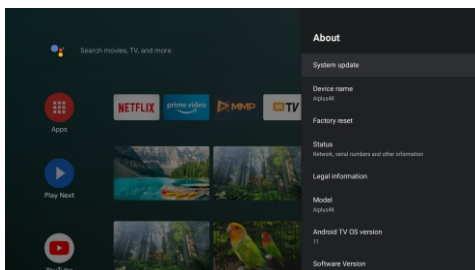 Search movies, TV, and more
Apps
NETFLIX
prime video
MMP
TV
Play Next
YouTube
About
System update
Device name
Aiplus4K
Factory reset
Status
Network, serial numbers and other information
Legal information
Model
Aiplus4K
Android TV OS version
11
Software Version